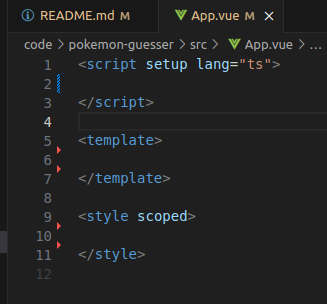 README.md M App.vue M
code > pokemon-guesser > src > App.vue > ...
1 <script setup lang="ts">
2
3 </script>
4
5 <template>
6
7 </template>
8
9 <style scoped>
10
11 </style>
12